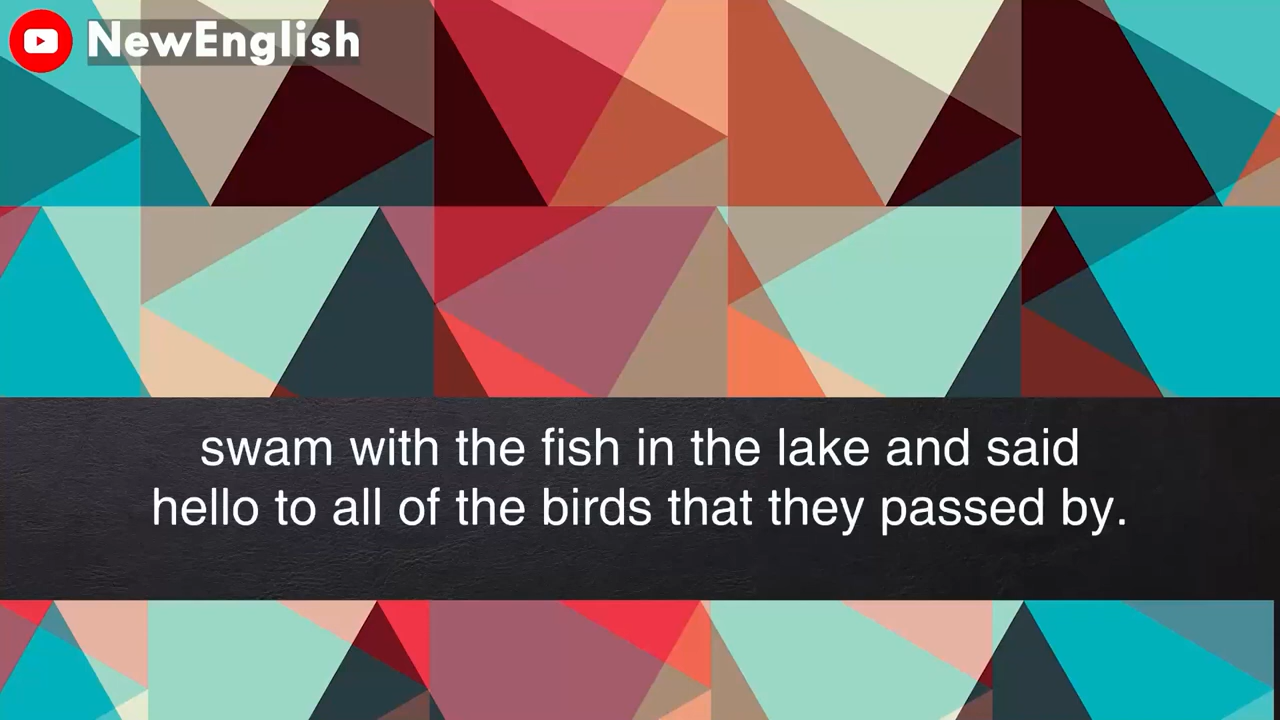 NewEnglish
swam with the fish in the lake and said
hello to all of the birds that they passed by.